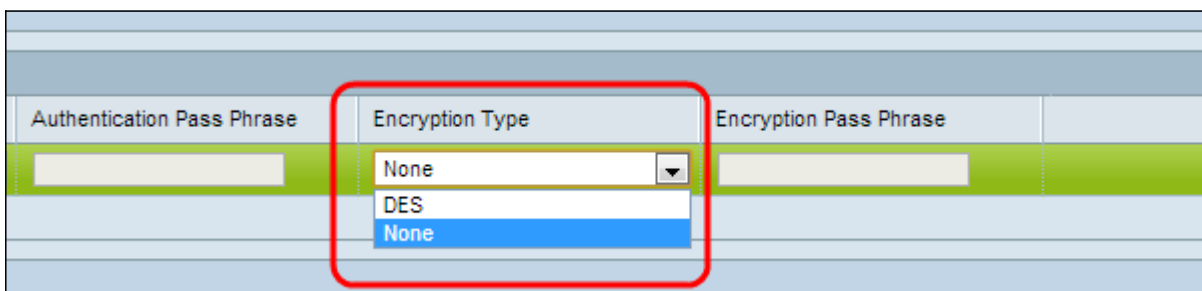 Authentication Pass Phrase
Encryption Type
Encryption Pass Phrase
None
DES
None